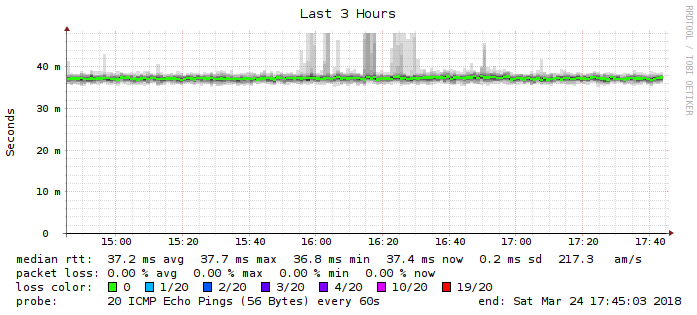 Last 3 Hours
RRDTOOL / TOBI OETIKER
Seconds
40 m
30 m
20 m
10 m
0
15:00 15:20 15:40 16:00 16:20 16:40 17:00 17:20 17:40
median rtt: 37.2 ms avg 37.7 ms max 36.8 ms min 37.4 ms now 0.2 ms sd 217.3 am/s
packet loss: 0.00 % avg 0.00 % max 0.00 % min 0.00 % now
loss color: 0 1/20 2/20 3/20 4/20 10/20 19/20
probe: 20 ICMP Echo Pings (56 Bytes) every 60s end: Sat Mar 24 17:45:03 2018